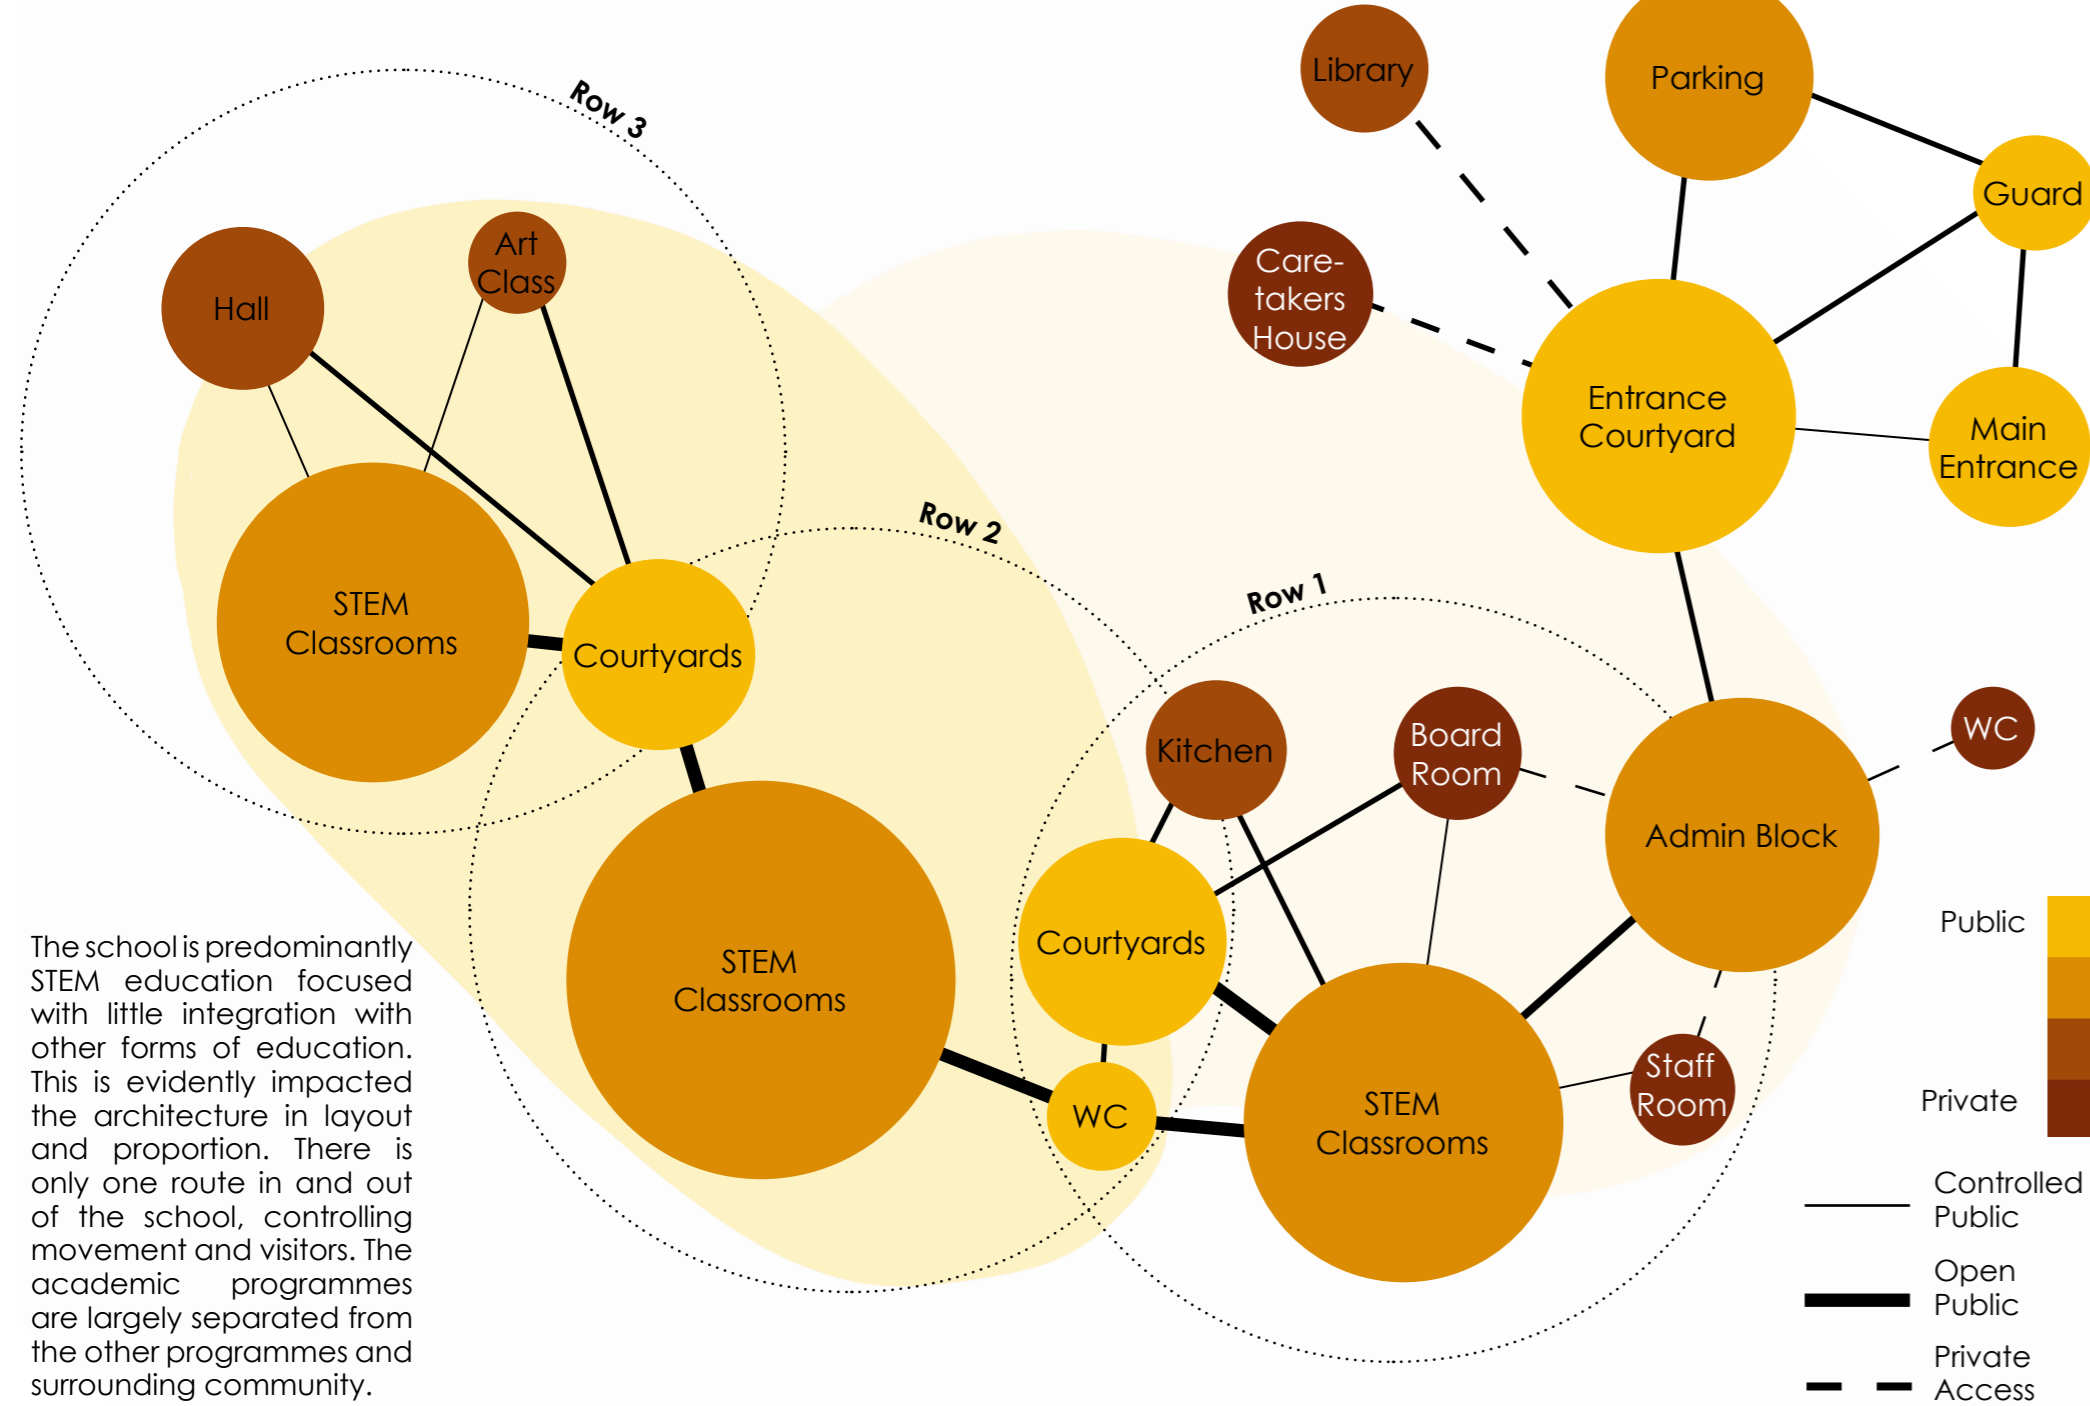 Library
Parking
Row 3
Guard
Art
Class
Care-
takers
House
Hall
Entrance
Courtyard
Main
Entrance
Row 2
Row 1
STEM
Classrooms
Courtyards
Kitchen
Board
Room
WC
Admin Block
Public
Courtyards
STEM
Classrooms
The school is predominantly
STEM education focused
with little integration with
other forms of education.
This is evidently impacted
the architecture in layout
and proportion. There is
only one route in and out
of the school, controlling
movement and visitors. The
academic programmes
are largely separated from
the other programmes and
surrounding community.
WC
STEM
Classrooms
Staff
Room
Private
Controlled
Public
Open
Public
Private
Access